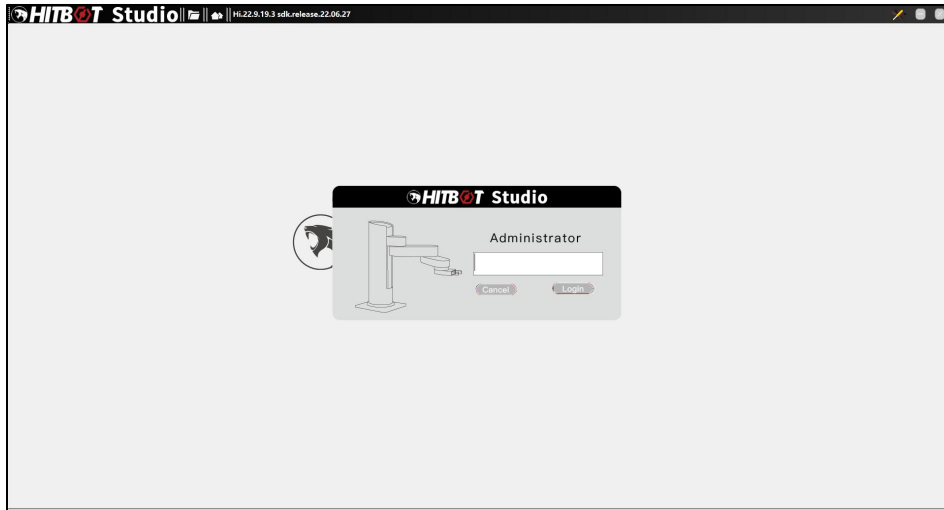 HITBOT Studio Hi.22.9.19.3 sdk.release.22.06.27
HITBOT Studio
Administrator
Cancel
Login